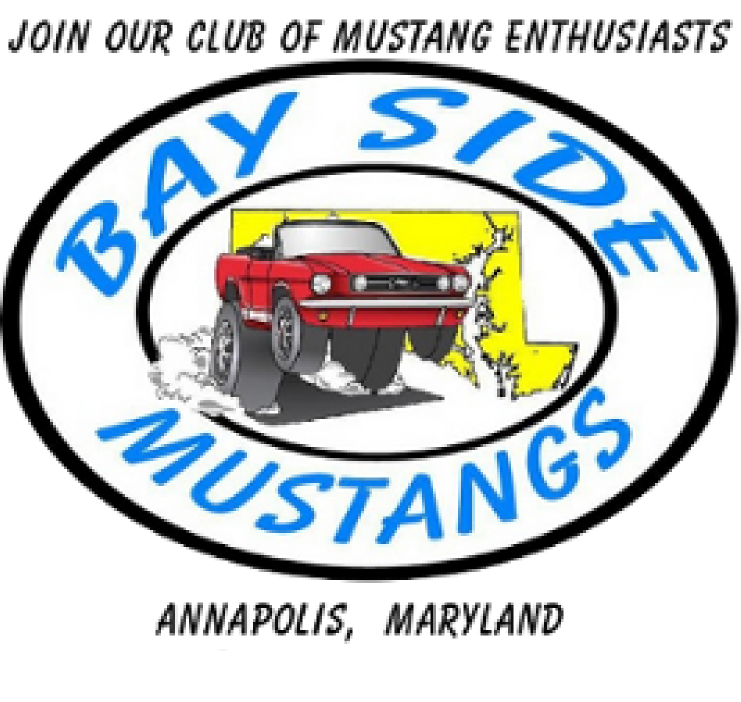 JOIN OUR CLUB OF MUSTANG ENTHUSIASTS
BAY SIDE
MUSTANGS
ANNAPOLIS, MARYLAND